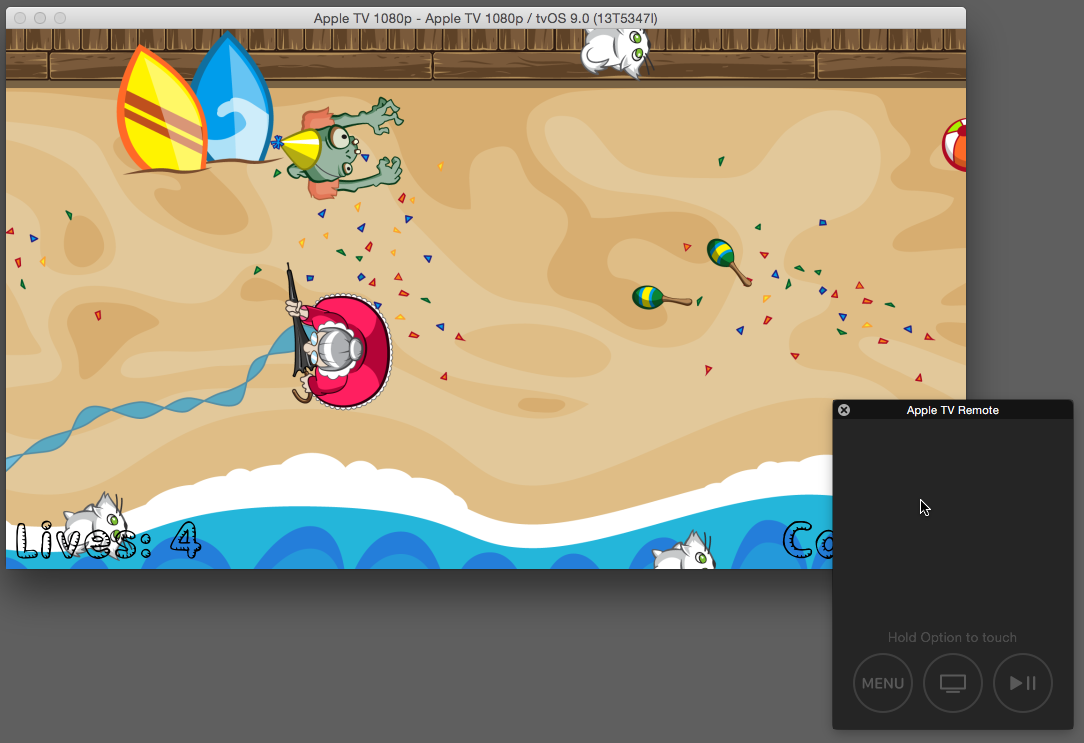 Apple TV 1080p - Apple TV 1080p / tvOS 9.0 (13T5347l)
Lives: 4
Apple TV Remote
Hold Option to touch
MENU